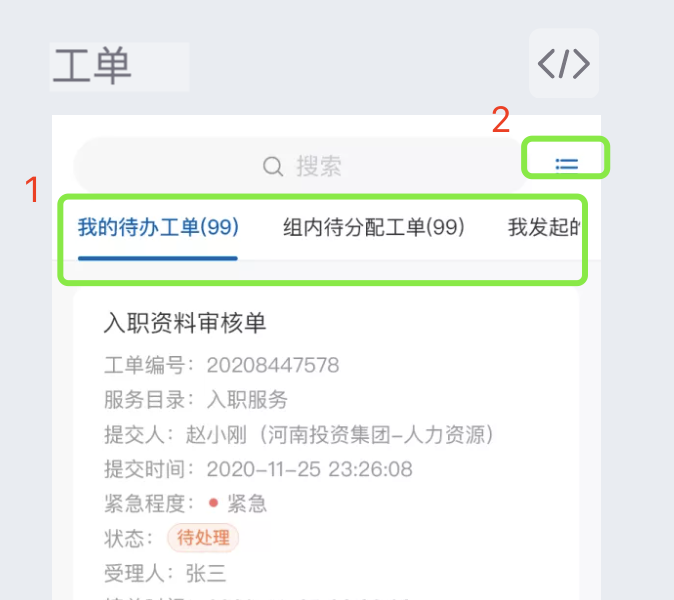 工单
</>
2
搜索
1
我的待办工单(99) 组内待分配工单(99) 我发起的
入职资料审核单
工单编号：20208447578
服务目录：入职服务
提交人：赵小刚（河南投资集团-人力资源）
提交时间：2020-11-25 23:26:08
紧急程度：紧急
状态：待处理
受理人：张三